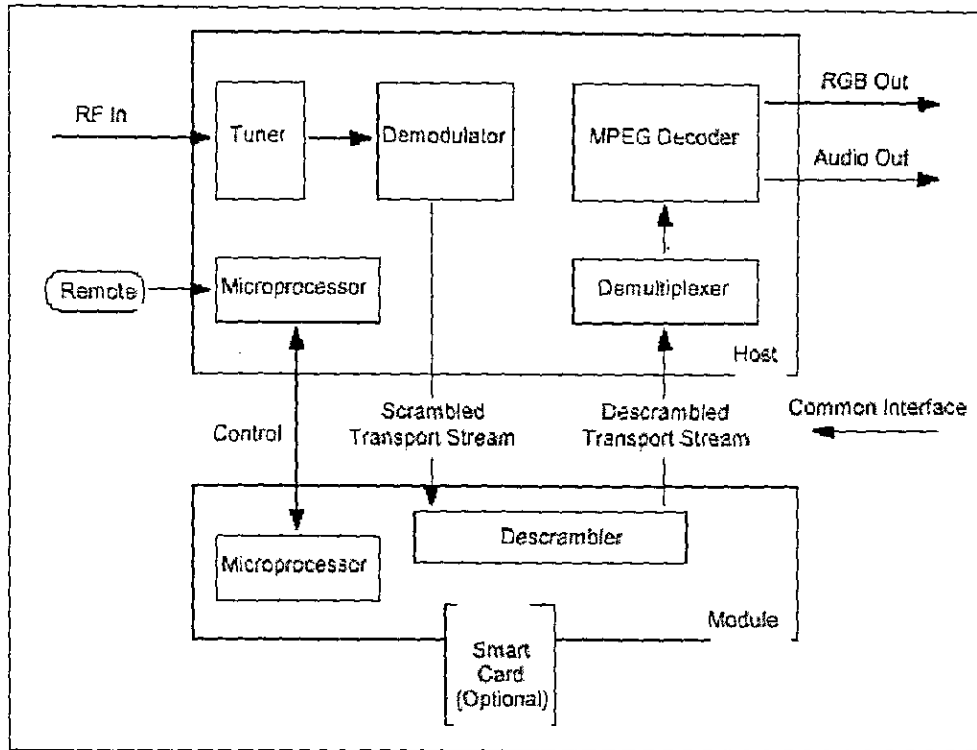 RF In
Tuner
Demodulator
MPEG Decoder
RGB Out
Audio Out
Remote
Microprocessor
Demultiplexer
Host
Control
Scrambled
Transport Stream
Descrambled
Transport Stream
Common Interface
Microprocessor
Descrambler
Module
Smart
Card
(Optional)